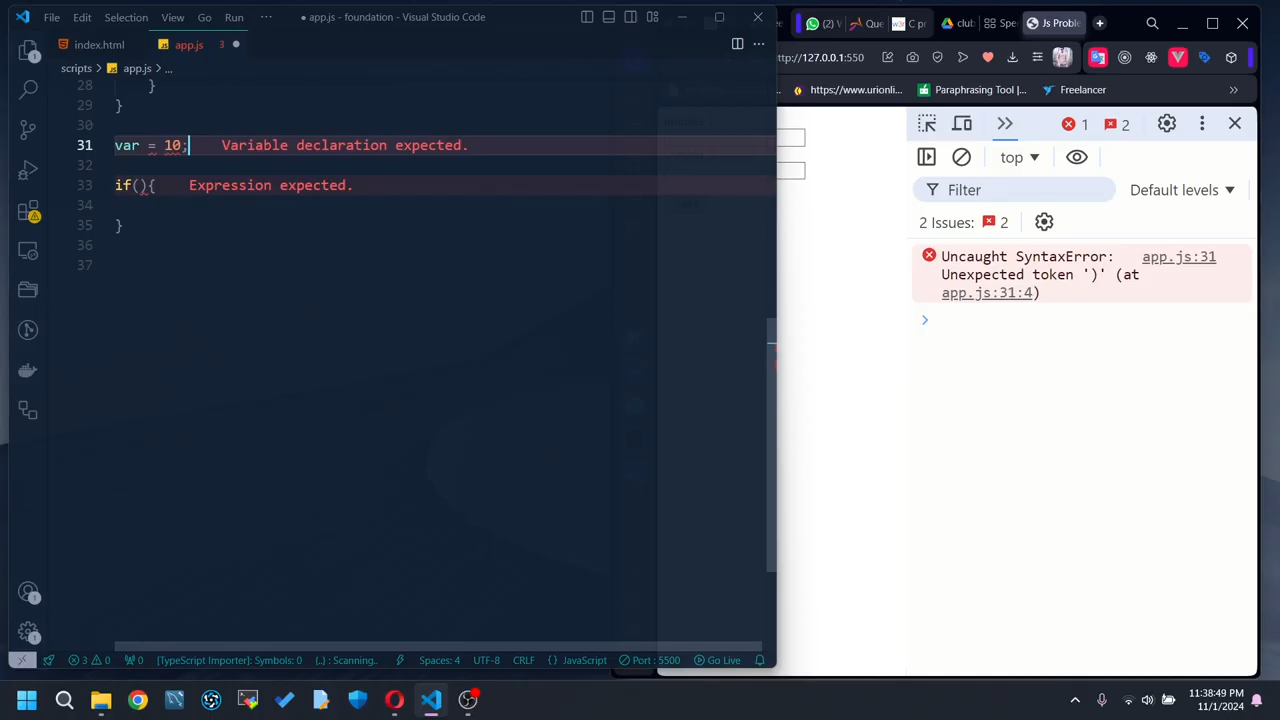 File Edit Selection View Go Run ··· ● app.js - foundation - Visual Studio Code
index.html app.js 3 ●
scripts > app.js > ...
28 }
29 }
30
31 var = 10; Variable declaration expected.
32
33 if(){ Expression expected.
34
35 }
36
37
1
1
1
3 0 0 [TypeScript Importer]: Symbols: 0 {..} : Scanning.. Spaces: 4 UTF-8 CRLF { } JavaScript Port : 5500 Go Live
(2) W Que C p club Spe Js Proble
ttp://127.0.0.1:550
https://www.urionli... Paraphrasing Tool |... Freelancer
1 2
top ▼
Filter Default levels ▼
2 Issues: 2
Uncaught SyntaxError: app.js:31
Unexpected token ')' (at
app.js:31:4)
11:38:49 PM
11/1/2024